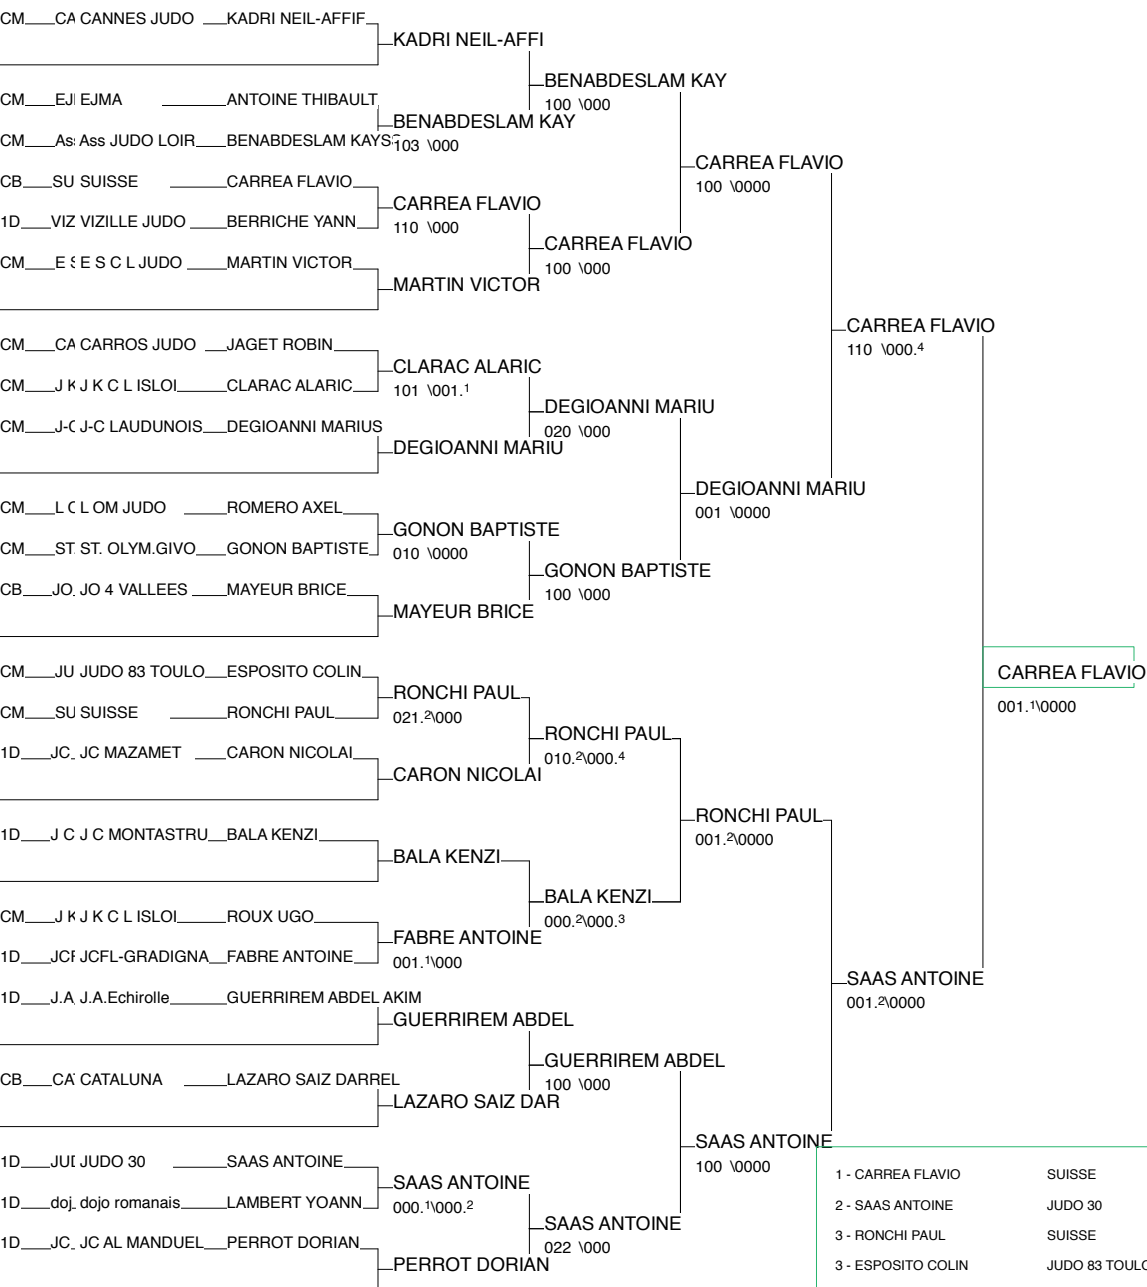 CM CA CANNES JUDO KADRI NEIL-AFFIF
KADRI NEIL-AFFI
BENABDESLAM KAY
100 \000
CM EJI EJMA ANTOINE THIBAULT
BENABDESLAM KAY
103 \000
CM As: Ass JUDO LOIR BENABDESLAM KAYS
CARREA FLAVIO
100 \0000
CB SU SUISSE CARREA FLAVIO
CARREA FLAVIO
110 \000
1D VIZ VIZILLE JUDO BERRICHE YANN
CARREA FLAVIO
100 \000
CM E S E S C L JUDO MARTIN VICTOR
MARTIN VICTOR
CARREA FLAVIO
110 \000.4
CM CA CARROS JUDO JAGET ROBIN
CLARAC ALARIC
101 \001.1
CM J K J K C L ISLOI CLARAC ALARIC
DEGIOANNI MARIU
020 \000
CM J-C J-C LAUDUNOIS DEGIOANNI MARIUS
DEGIOANNI MARIU
DEGIOANNI MARIU
001 \0000
CM L C L OM JUDO ROMERO AXEL
GONON BAPTISTE
010 \0000
CM ST. ST. OLYM.GIVO GONON BAPTISTE
GONON BAPTISTE
100 \000
CB JO JO 4 VALLEES MAYEUR BRICE
MAYEUR BRICE
CARREA FLAVIO
001.1\0000
CM JU JUDO 83 TOULO ESPOSITO COLIN
RONCHI PAUL
021.2\000
CM SU SUISSE RONCHI PAUL
RONCHI PAUL
010.2\000.4
1D JC JC MAZAMET CARON NICOLAI
CARON NICOLAI
RONCHI PAUL
001.2\0000
1D J C J C MONTASTRU BALA KENZI
BALA KENZI
BALA KENZI
000.2\000.3
CM J K J K C L ISLOI ROUX UGO
FABRE ANTOINE
001.1\000
1D JCF JCFL-GRADIGNA FABRE ANTOINE
SAAS ANTOINE
001.2\0000
1D J.A J.A.Echirolle GUERRIREM ABDEL AKIM
GUERRIREM ABDEL
GUERRIREM ABDEL
100 \000
CB CA CATALUNA LAZARO SAIZ DARREL
LAZARO SAIZ DAR
SAAS ANTOINE
100 \0000
1D JUI JUDO 30 SAAS ANTOINE
SAAS ANTOINE
000.1\000.2
1D doj dojo romanais LAMBERT YOANN
SAAS ANTOINE
022 \000
1D JC JC AL MANDUEL PERROT DORIAN
PERROT DORIAN
1 - CARREA FLAVIO SUISSE
2 - SAAS ANTOINE JUDO 30
3 - RONCHI PAUL SUISSE
3 - ESPOSITO COLIN JUDO 83 TOULO